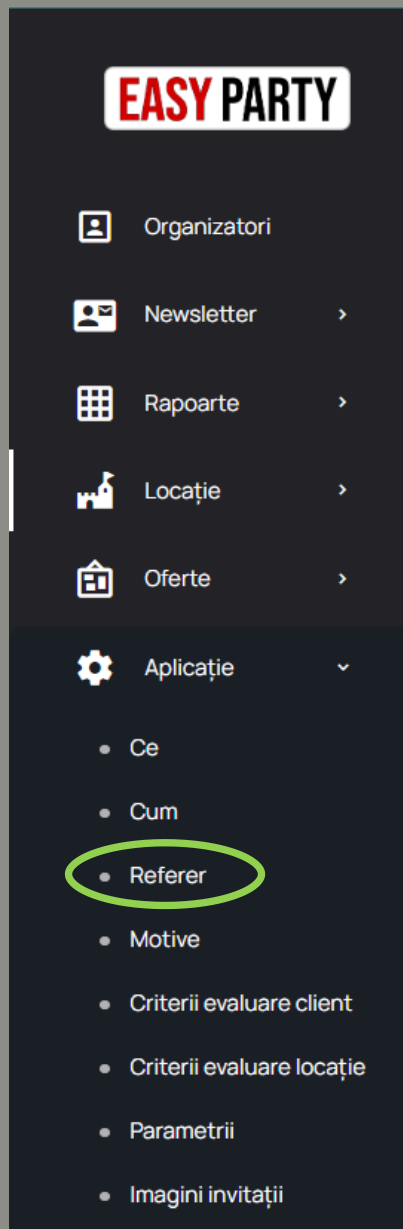 EASY PARTY
Organizatori
Newsletter
Rapoarte
Locație
Oferte
Aplicație
Ce
Cum
Referer
Motive
Criterii evaluare client
Criterii evaluare locație
Parametrii
Imagini invitații